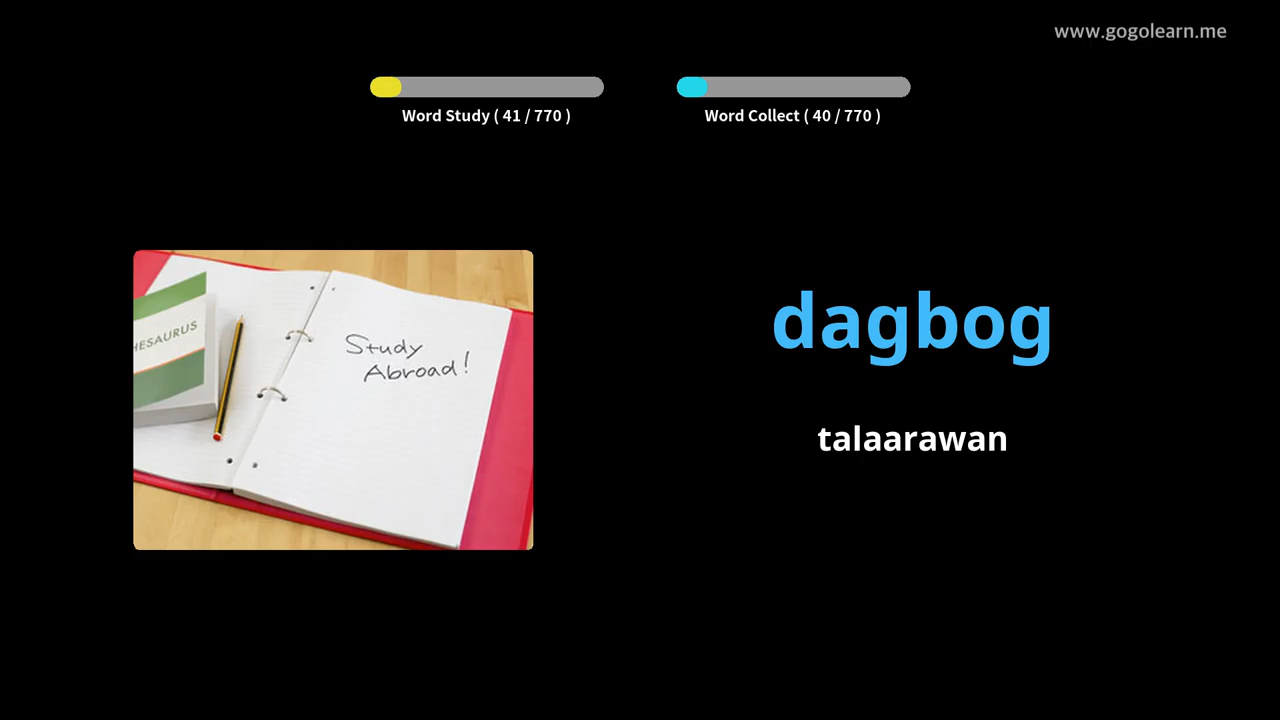 www.gogolearn.me
Word Study ( 41 / 770 )
Word Collect ( 40 / 770 )
HESAURUS
Study
Abroad!
dagbog
talaarawan